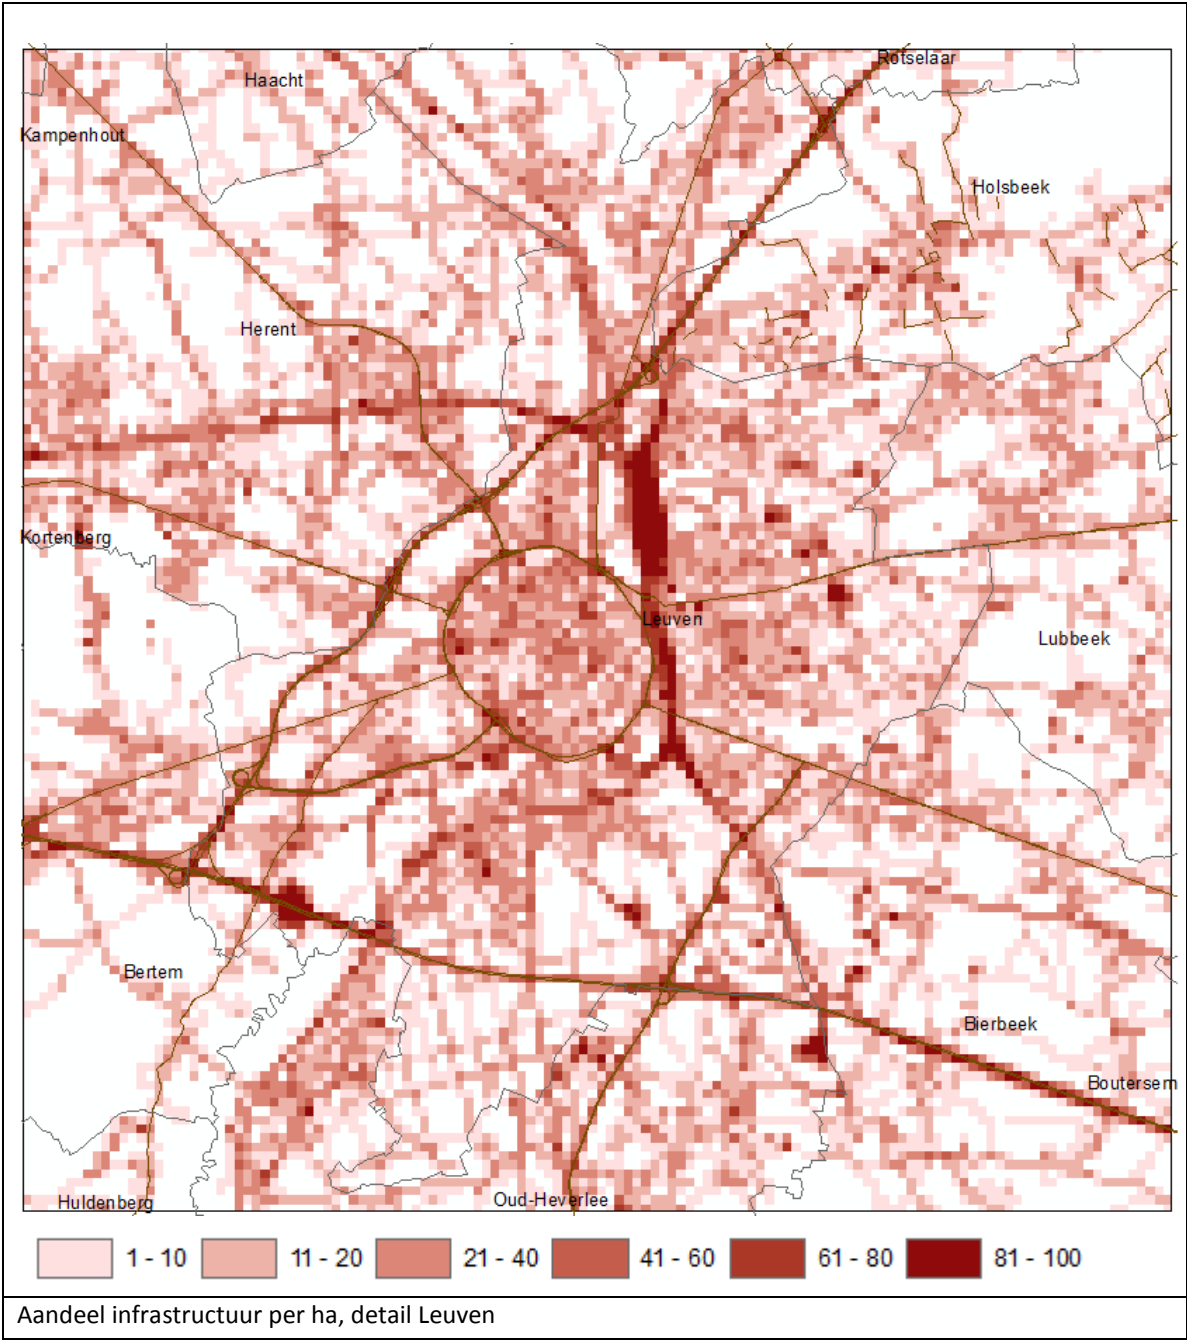 Rotselaar
Haacht
Kampenhout
Holsbeek
Herent
Kortenberg
Leuven
Lubbeek
Bertem
Bierbeek
Boutersem
Huldenberg
Oud-Heverlee
1 - 10 11 - 20 21 - 40 41 - 60 61 - 80 81 - 100
Aandeel infrastructuur per ha, detail Leuven